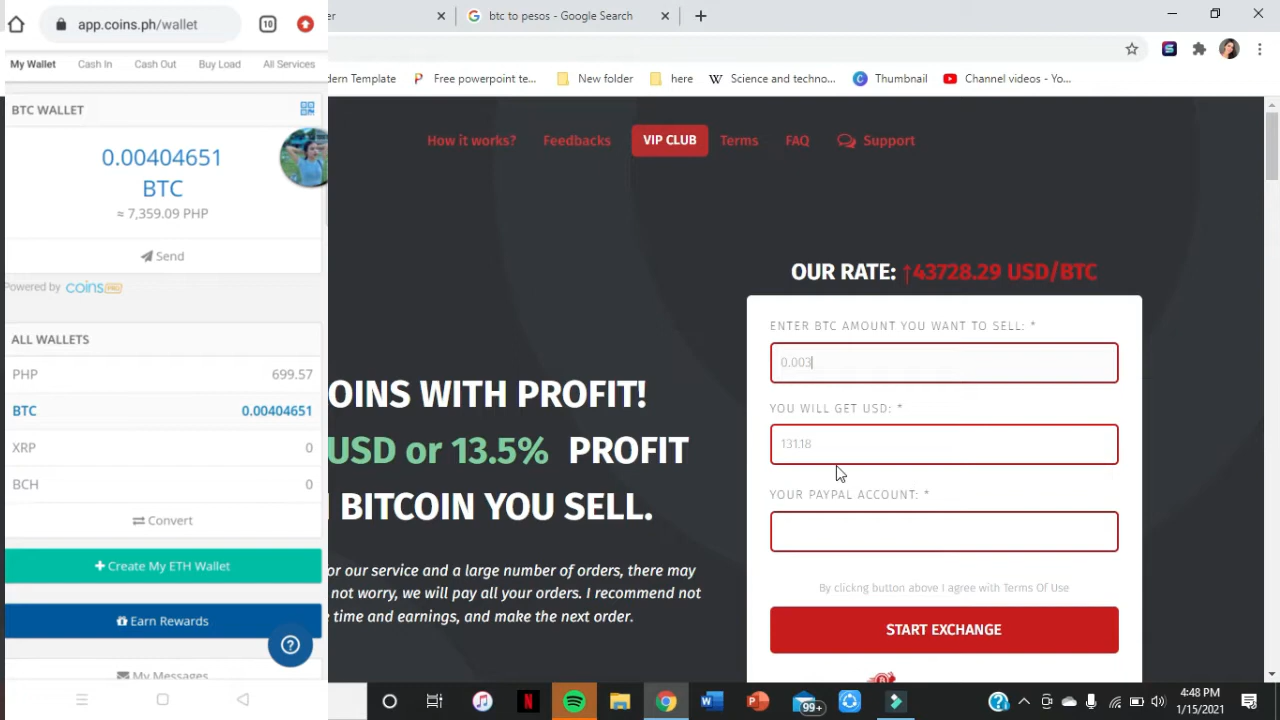 app.coins.ph/wallet
10
My Wallet Cash In Cash Out Buy Load All Services
BTC WALLET
0.00404651
BTC
≈ 7,359.09 PHP
Send
Powered by coins PRO
ALL WALLETS
PHP 699.57
BTC 0.00404651
XRP 0
BCH 0
Convert
+ Create My ETH Wallet
Earn Rewards
My Messages
btc to pesos - Google Search
dern Template
Free powerpoint te...
New folder
here
Science and techno...
Thumbnail
Channel videos - Yo...
How it works?
Feedbacks
VIP CLUB
Terms
FAQ
Support
OINS WITH PROFIT!
USD or 13.5% PROFIT
BITCOIN YOU SELL.
or our service and a large number of orders, there may
not worry, we will pay all your orders. I recommend not
time and earnings, and make the next order.
OUR RATE: ↑43728.29 USD/BTC
ENTER BTC AMOUNT YOU WANT TO SELL: *
0.003
YOU WILL GET USD: *
131.18
YOUR PAYPAL ACCOUNT: *
By clickng button above I agree with Terms Of Use
START EXCHANGE
99+
4:48 PM
1/15/2021